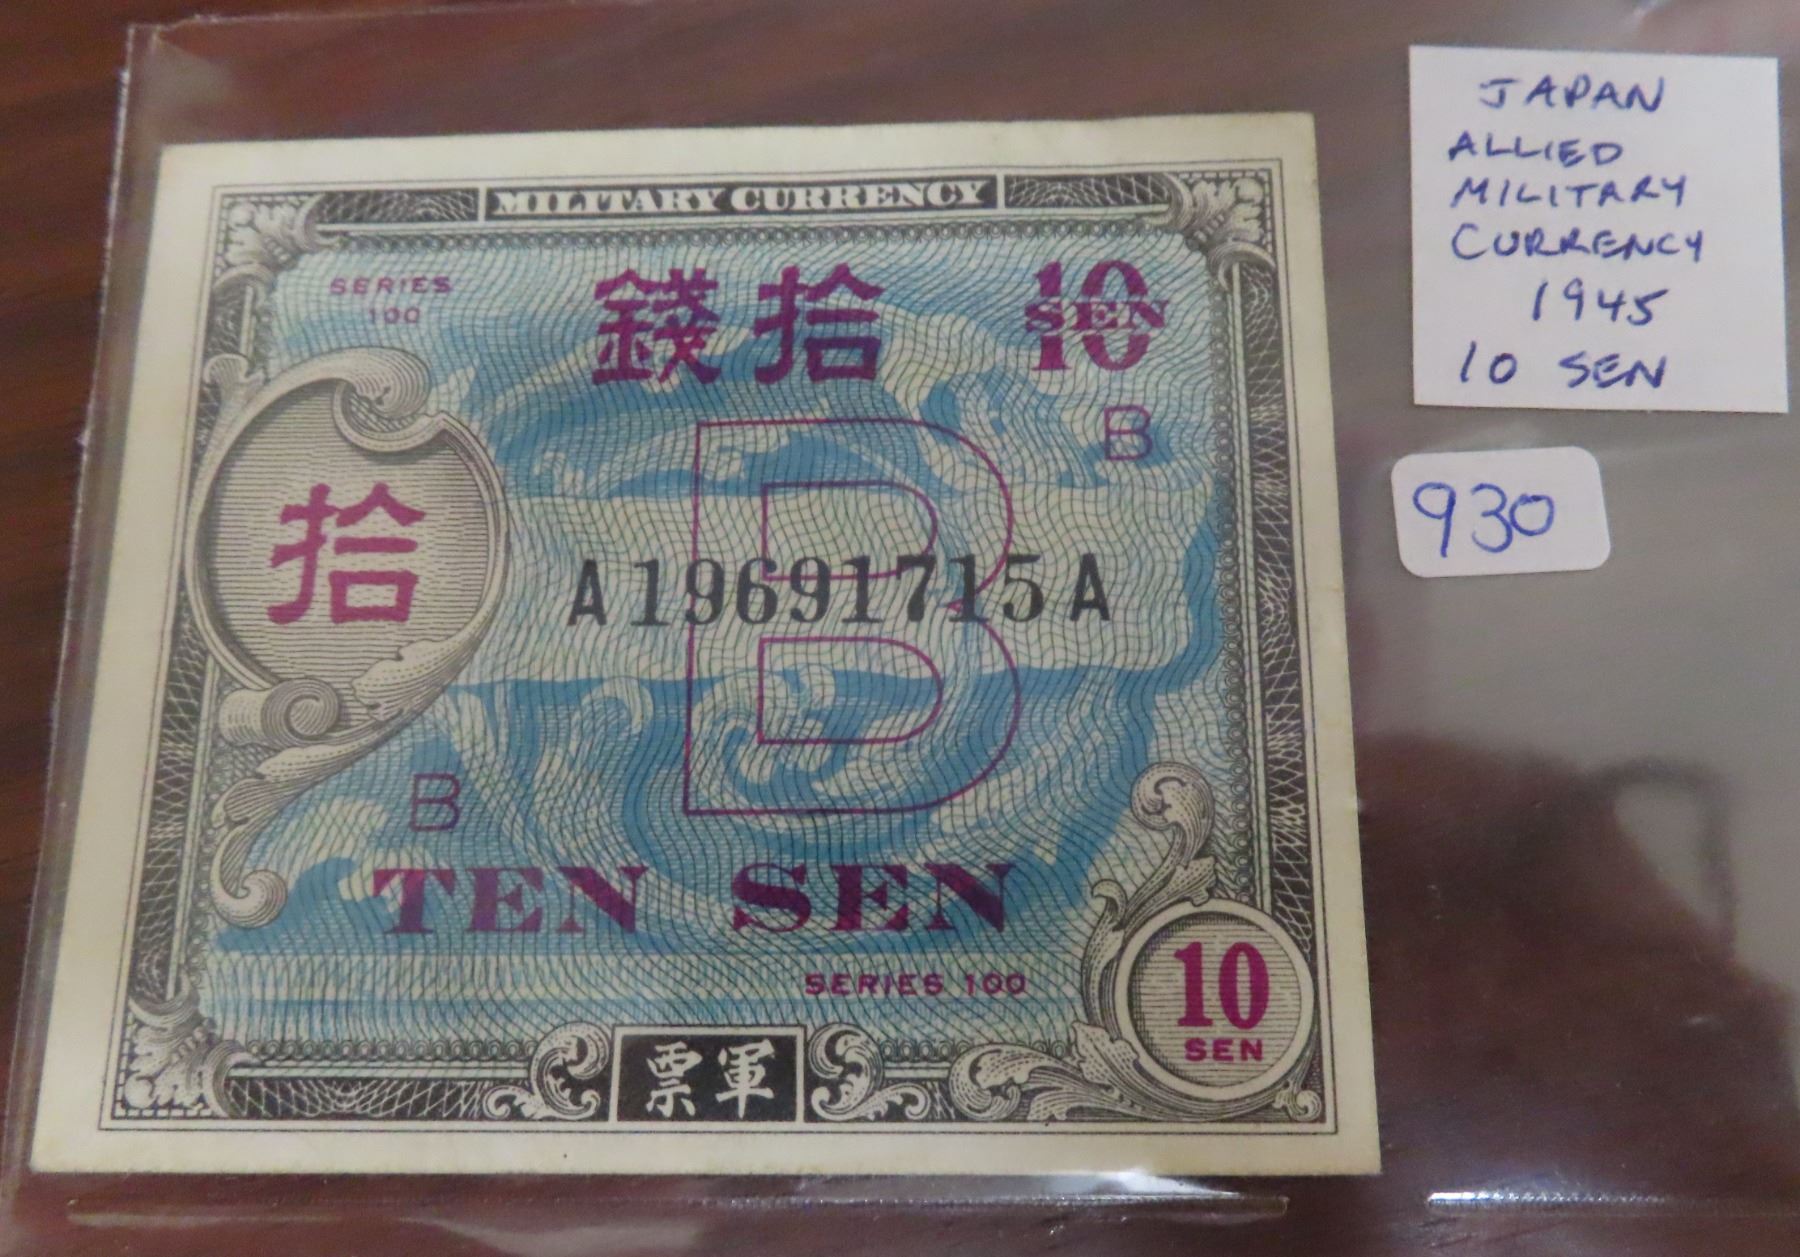 MILITARY CURRENCY
SERIES
100
錢拾
10
SEN
10
B
拾
B
A19691715A
B
TEN SEN
SERIES 100
票軍
10
SEN
JAPAN
ALLIED
MILITARY
CURRENCY
1945
10 SEN
930